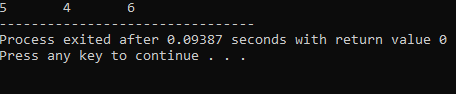 5       4       6
--------------------------------
Process exited after 0.09387 seconds with return value 0
Press any key to continue . . .